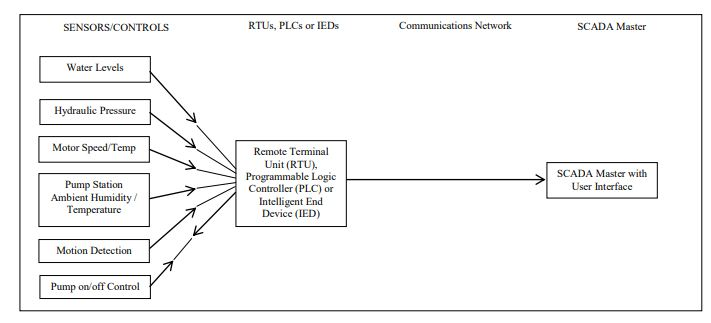 SENSORS/CONTROLS
RTUs, PLCs or IEDs
Communications Network
SCADA Master
Water Levels
Hydraulic Pressure
Motor Speed/Temp
Pump Station
Ambient Humidity /
Temperature
Motion Detection
Pump on/off Control
Remote Terminal
Unit (RTU),
Programmable Logic
Controller (PLC) or
Intelligent End
Device (IED)
SCADA Master with
User Interface